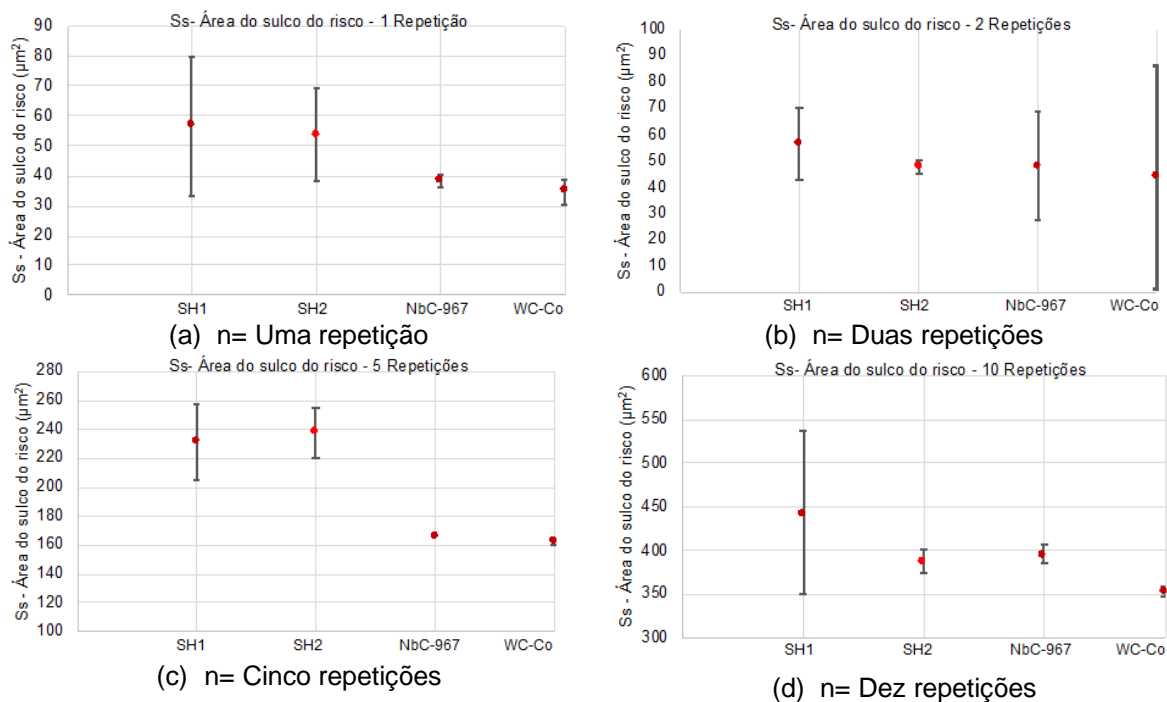 Ss- Área do sulco do risco - 1 Repetição
Ss - Área do sulco do risco (µm²)
90
80
70
60
50
40
30
20
10
0
SH1 SH2 NbC-967 WC-Co
(a) n= Uma repetição
Ss- Área do sulco do risco - 2 Repetições
Ss - Área do sulco do risco (µm²)
100
90
80
70
60
50
40
30
20
10
0
SH1 SH2 NbC-967 WC-Co
(b) n= Duas repetições
Ss- Área do sulco do risco - 5 Repetições
Ss - Área do sulco do risco (µm²)
280
260
240
220
200
180
160
140
120
100
SH1 SH2 NbC-967 WC-Co
(c) n= Cinco repetições
Ss- Área do sulco do risco - 10 Repetições
Ss - Área do sulco do risco (µm²)
600
550
500
450
400
350
300
SH1 SH2 NbC-967 WC-Co
(d) n= Dez repetições